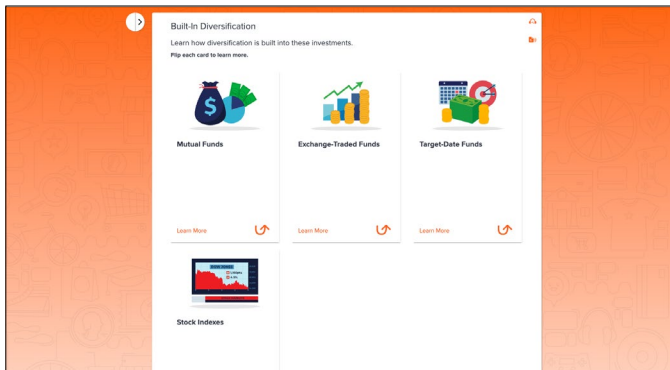 Built-In Diversification
Learn how diversification is built into these investments.
Flip each card to learn more.
$
Mutual Funds
Exchange-Traded Funds
Target-Date Funds
Learn More
Learn More
Learn More
Stock Indexes